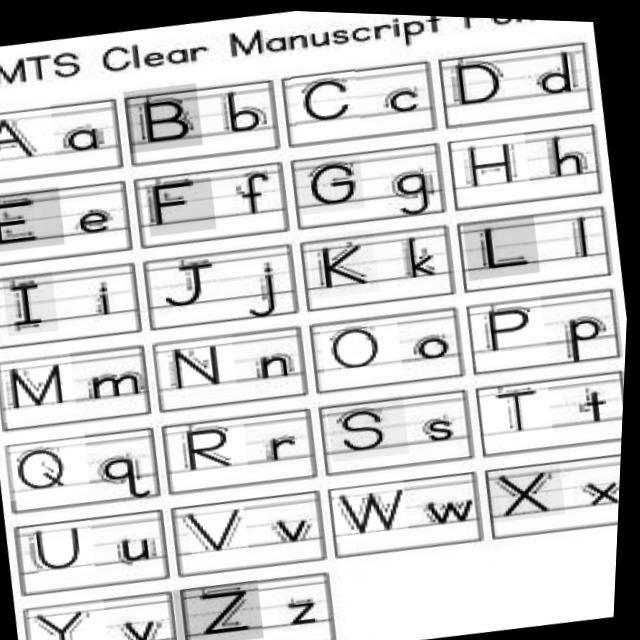 MTS Clear Manuscript
A a B b C c D d
E e F f G g H h
I i J j K k L l
M m N n O o P p
Q q R r S s T t
U u V v W w X x
Y y Z z